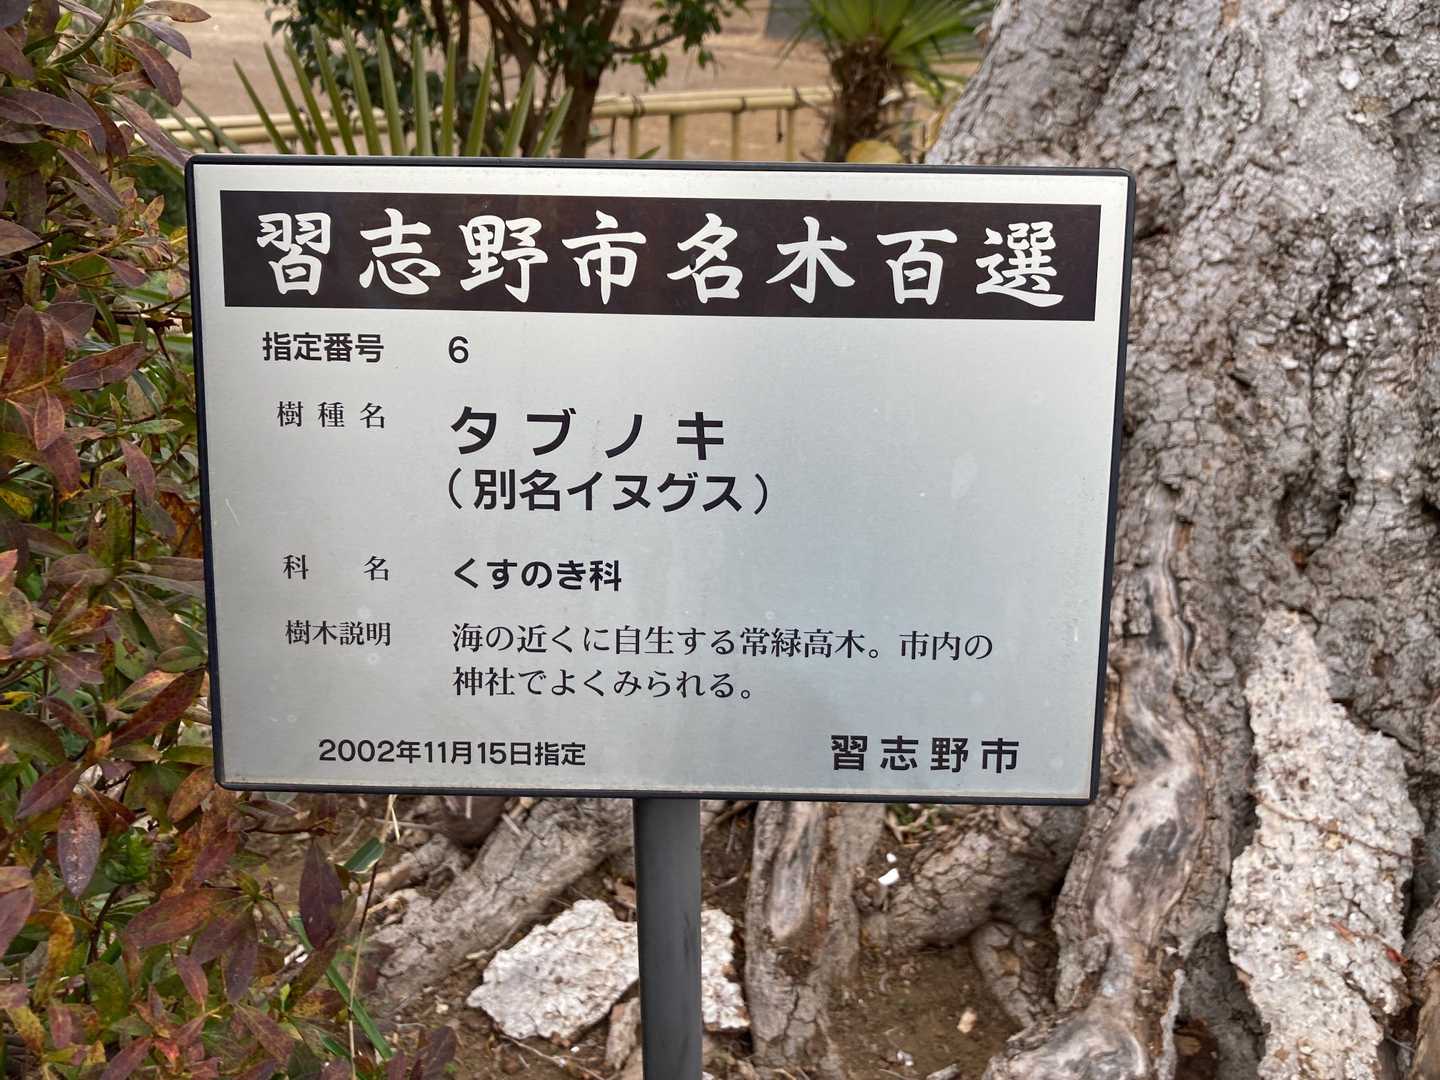 習志野市名木百選
指定番号 6
樹種名 タブノキ
（別名イヌグス）
科名 くすのき科
樹木説明 海の近くに自生する常緑高木。市内の
神社でよくみられる。
2002年11月15日指定 習志野市